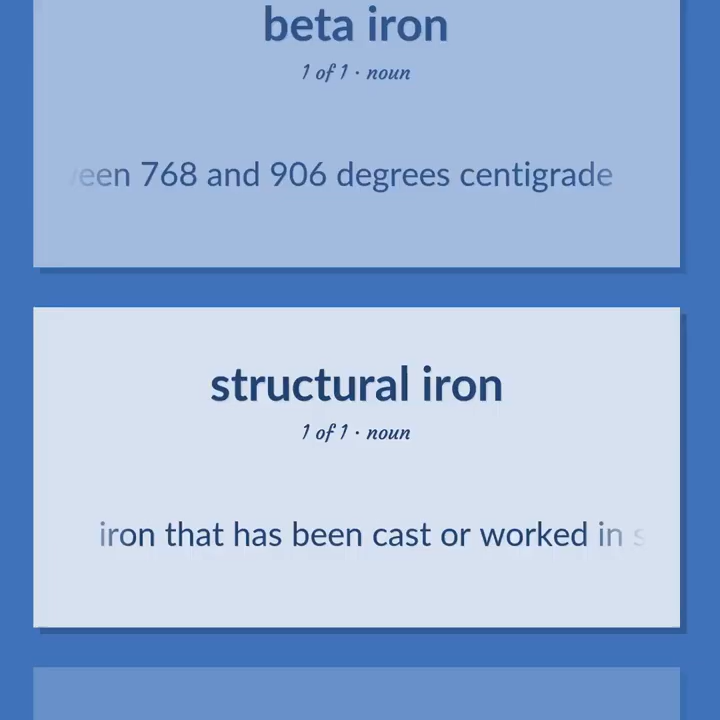 beta iron
1 of 1 · noun
768 and 906 degrees centigrade
structural iron
1 of 1 · noun
iron that has been cast or worked in